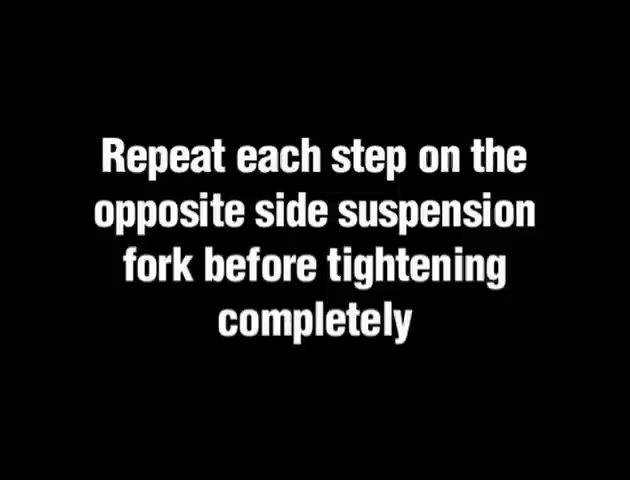 Repeat each step on the
opposite side suspension
fork before tightening
completely